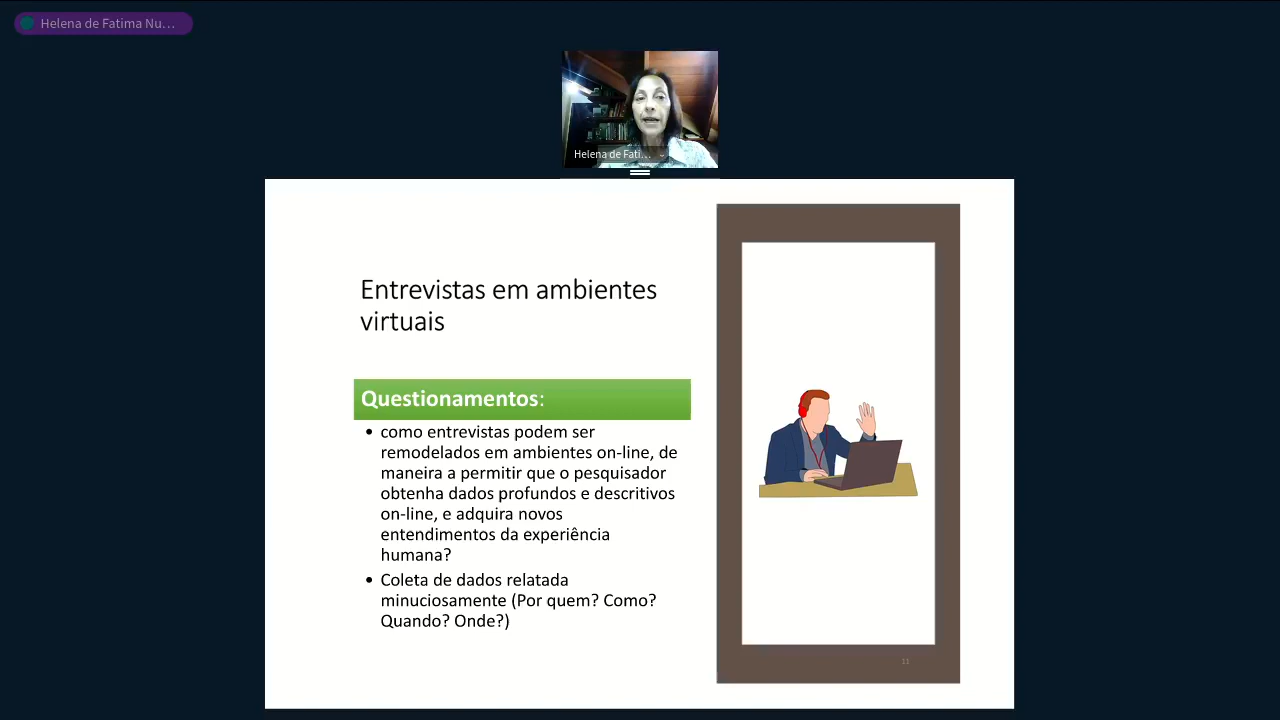 Helena de Fatima Nu...
Helena de Fati...
Entrevistas em ambientes
virtuais
Questionamentos:
• como entrevistas podem ser
remodelados em ambientes on-line, de
maneira a permitir que o pesquisador
obtenha dados profundos e descritivos
on-line, e adquira novos
entendimentos da experiência
humana?
• Coleta de dados relatada
minuciosamente (Por quem? Como?
Quando? Onde?)
11